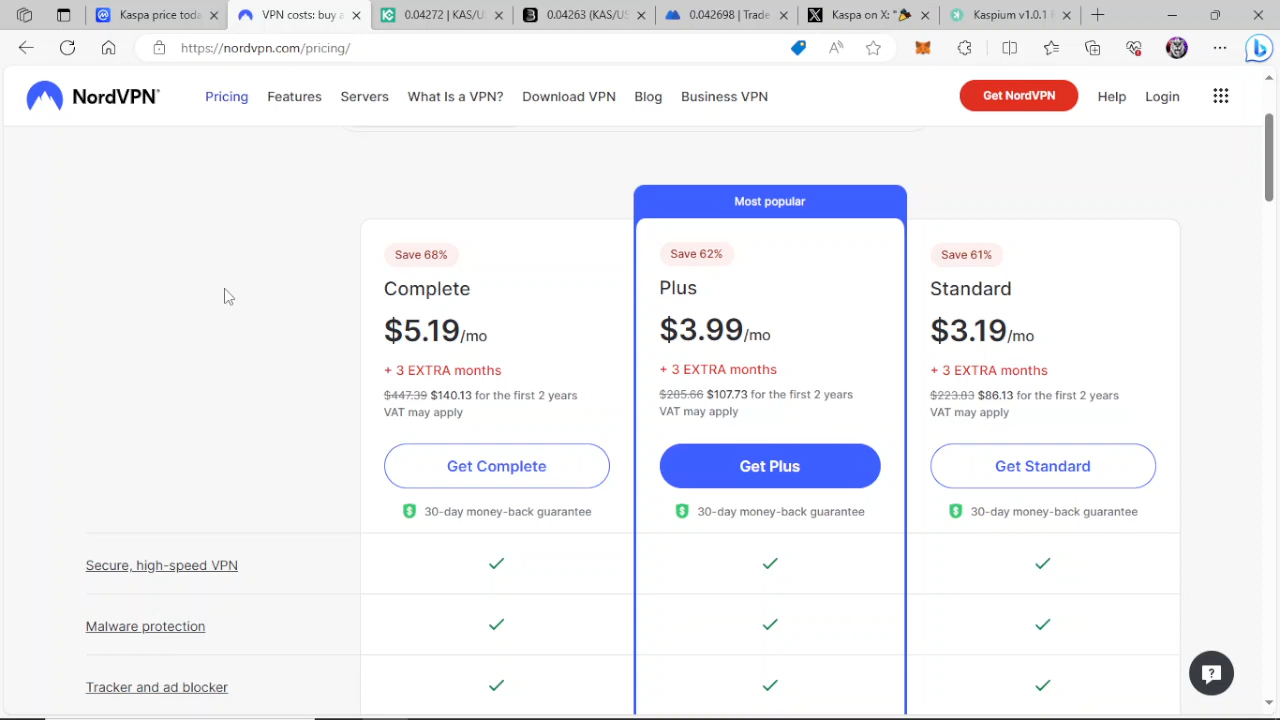 Kaspa price toda
VPN costs: buy a
0.04272 | KAS/US
0.04263 (KAS/US
0.042698 | Trade
Kaspa on X: "
Kaspium v1.0.1
https://nordvpn.com/pricing/
NordVPN®
Pricing
Features
Servers
What Is a VPN?
Download VPN
Blog
Business VPN
Get NordVPN
Help
Login
Most popular
Save 68%
Complete
$5.19/mo
+ 3 EXTRA months
$447.39 $140.13 for the first 2 years
VAT may apply
Get Complete
30-day money-back guarantee
Save 62%
Plus
$3.99/mo
+ 3 EXTRA months
$285.66 $107.73 for the first 2 years
VAT may apply
Get Plus
30-day money-back guarantee
Save 61%
Standard
$3.19/mo
+ 3 EXTRA months
$223.83 $86.13 for the first 2 years
VAT may apply
Get Standard
30-day money-back guarantee
Secure, high-speed VPN
Malware protection
Tracker and ad blocker